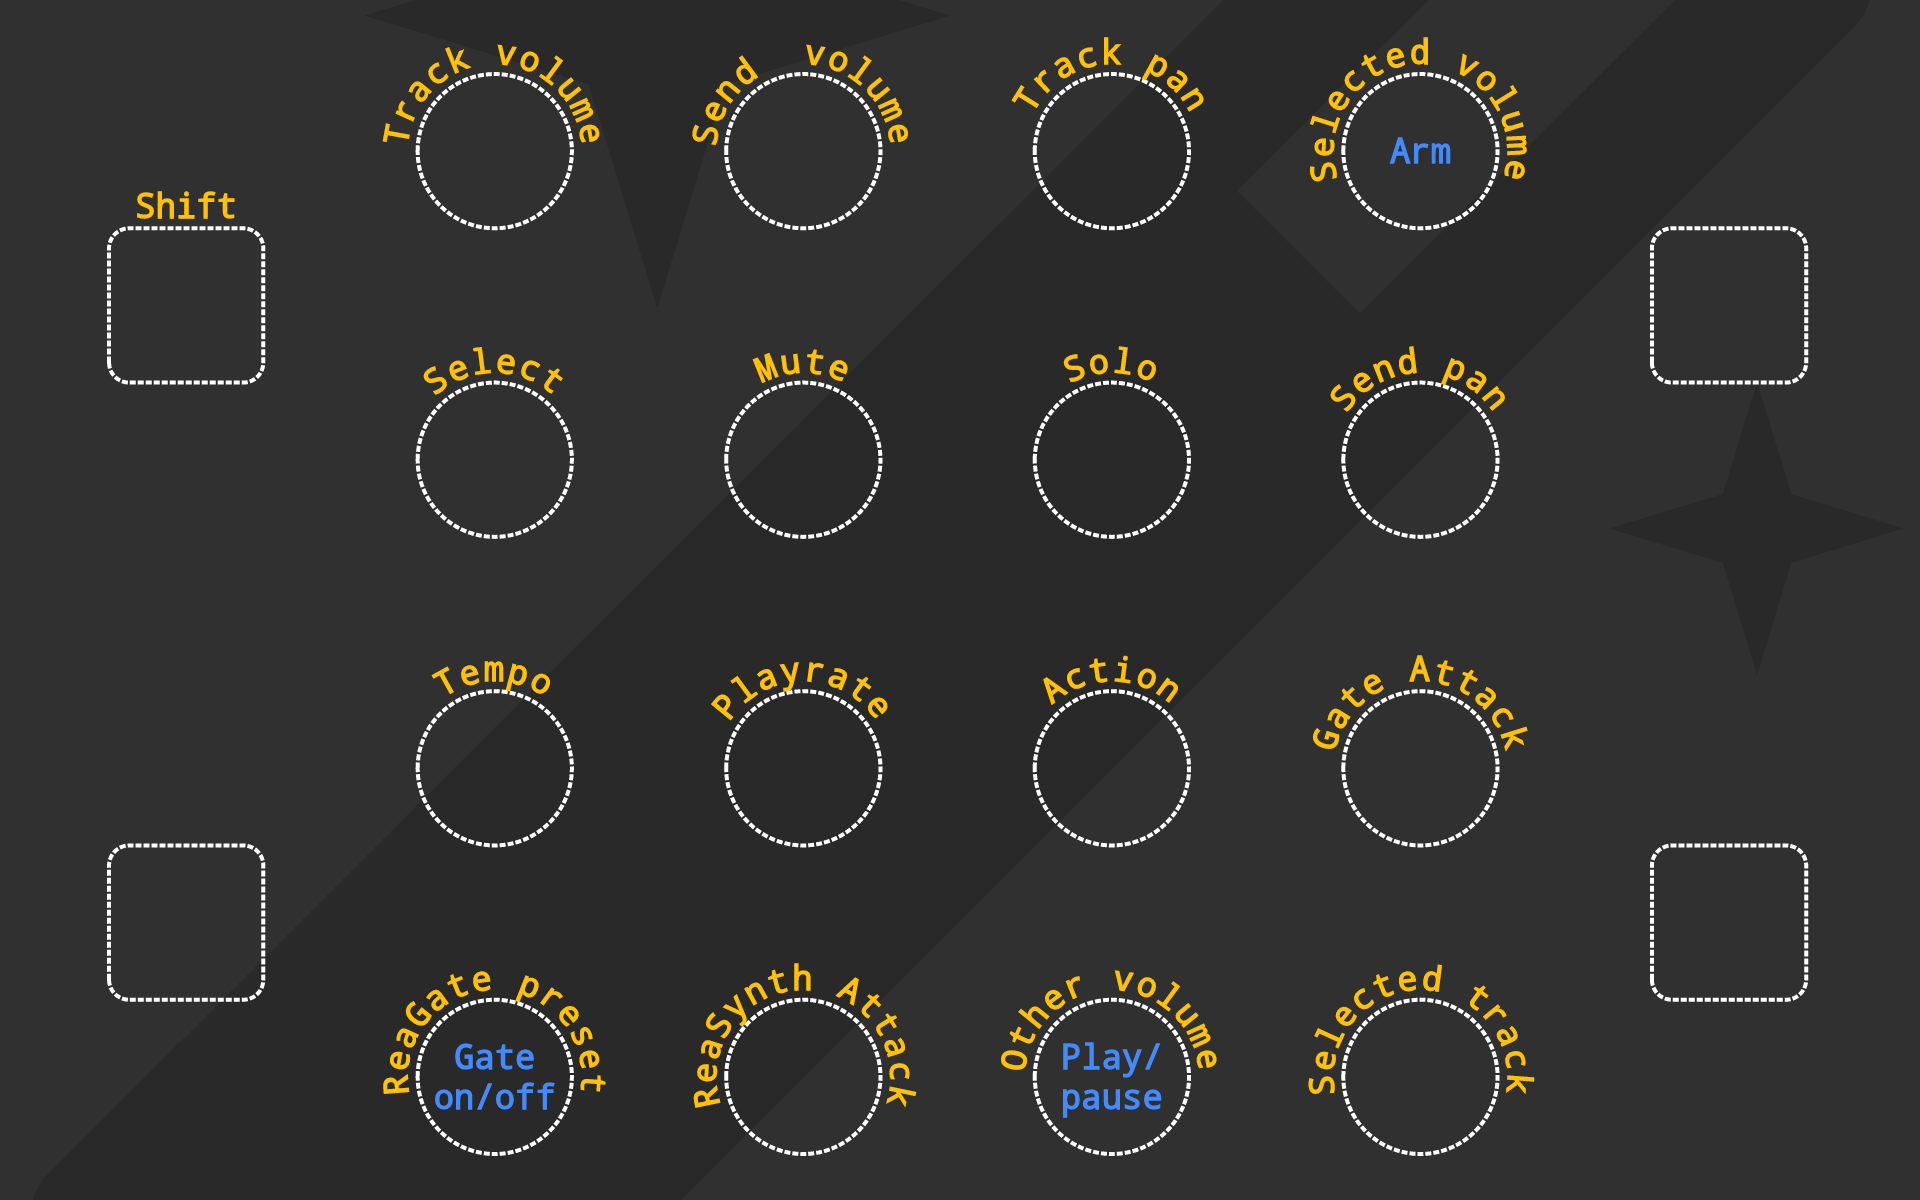 Track volume
Send volume
Track pan
Selected volume
Arm
Shift
Select
Mute
Solo
Send pan
Tempo
Playrate
Action
Gate Attack
ReaGate preset
Gate
on/off
ReaSynth Attack
Other volume
Play/
pause
Selected track